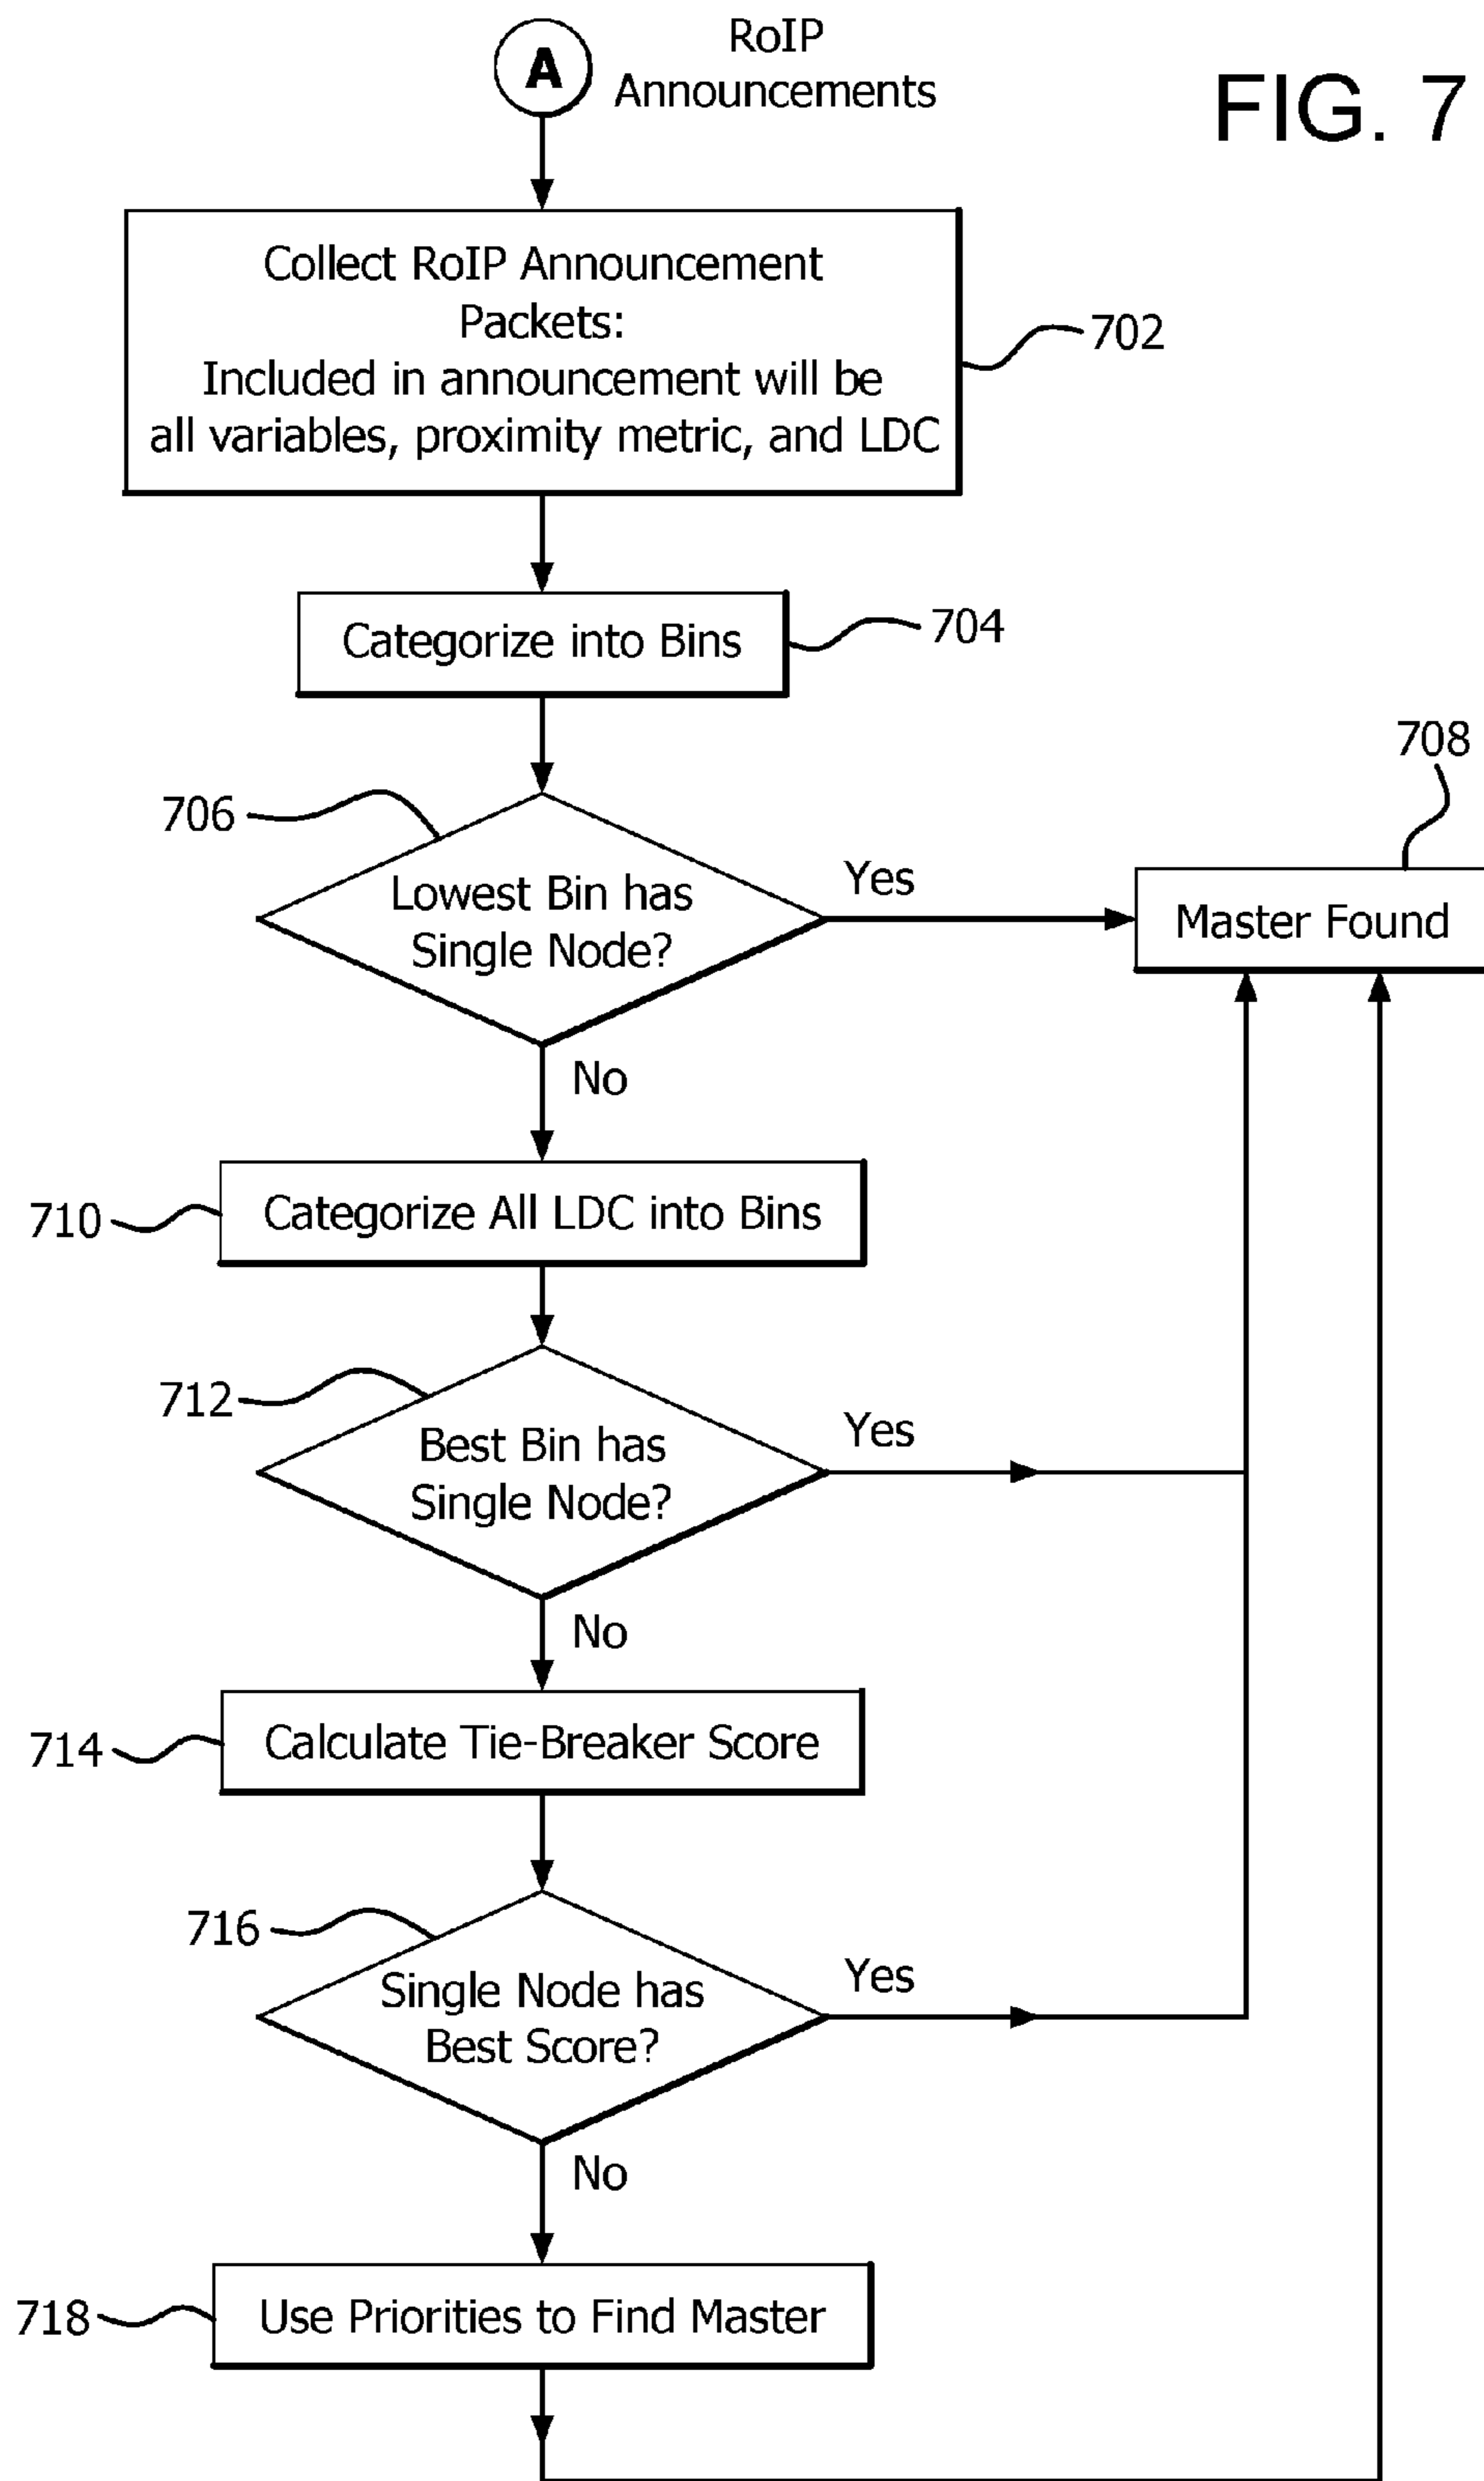 RoIP
A
Announcements
FIG. 7
Collect RoIP Announcement
Packets:
Included in announcement will be
all variables, proximity metric, and LDC
702
Categorize into Bins
704
708
706
Lowest Bin has
Single Node?
Yes
Master Found
No
710
Categorize All LDC into Bins
712
Best Bin has
Single Node?
Yes
No
714
Calculate Tie-Breaker Score
716
Single Node has
Best Score?
Yes
No
718
Use Priorities to Find Master